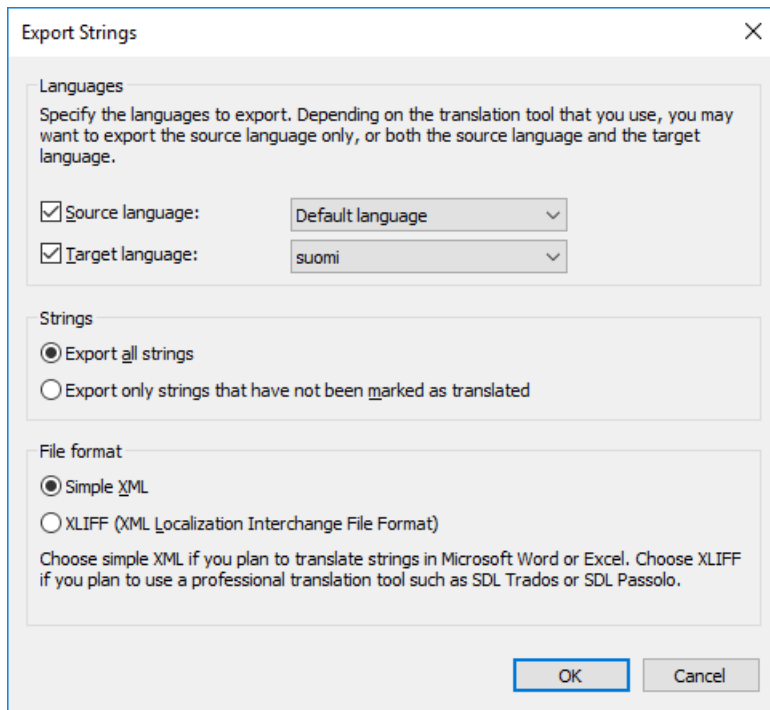 Export Strings
Languages
Specify the languages to export. Depending on the translation tool that you use, you may
want to export the source language only, or both the source language and the target
language.
Source language: Default language
Target language: suomi
Strings
Export all strings
Export only strings that have not been marked as translated
File format
Simple XML
XLIFF (XML Localization Interchange File Format)
Choose simple XML if you plan to translate strings in Microsoft Word or Excel. Choose XLIFF
if you plan to use a professional translation tool such as SDL Trados or SDL Passolo.
OK Cancel